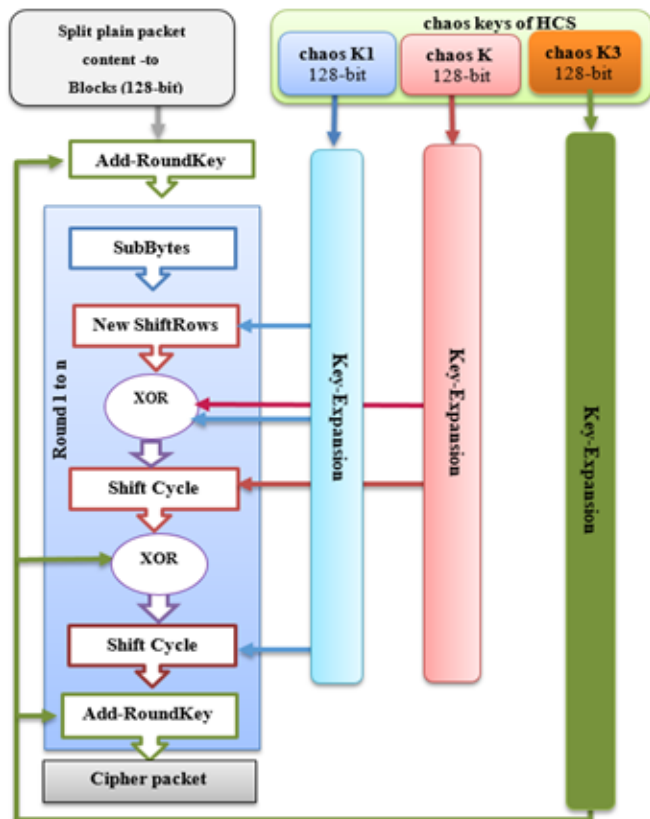 Split plain packet
content -to
Blocks (128-bit)
chaos keys of HCS
chaos K1
128-bit
chaos K
128-bit
chaos K3
128-bit
Add-RoundKey
Round 1 to n
SubBytes
New ShiftRows
XOR
Shift Cycle
XOR
Shift Cycle
Add-RoundKey
Cipher packet
Key-Expansion
Key-Expansion
Key-Expansion